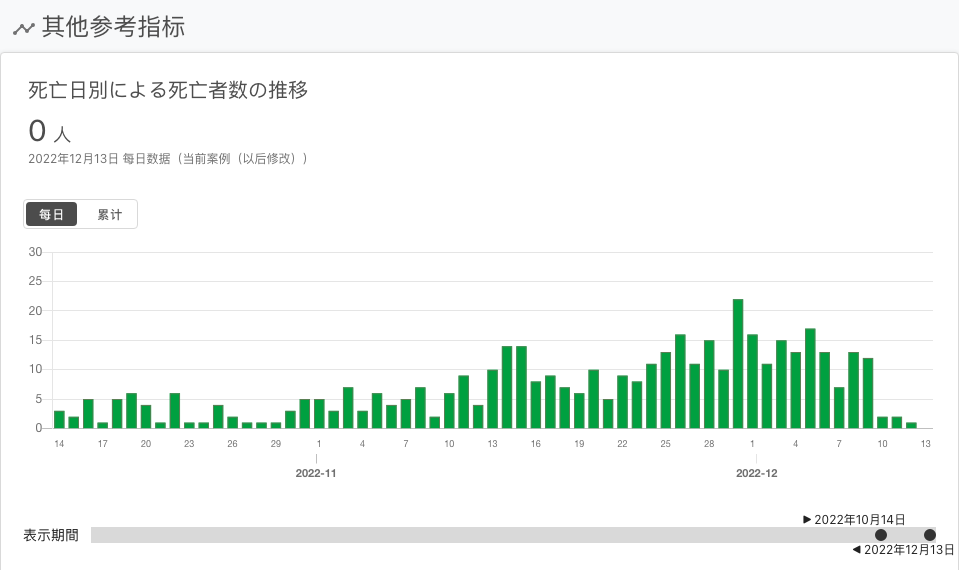 其他参考指标
死亡日別による死亡者数の推移
0 人
2022年12月13日 每日数据（当前案例（以后修改））
每日 累计
30
25
20
15
10
5
0
14 17 20 23 26 29 1 4 7 10 13 16 19 22 25 28 1 4 7 10 13
2022-11 2022-12
2022年10月14日
表示期間
2022年12月13日